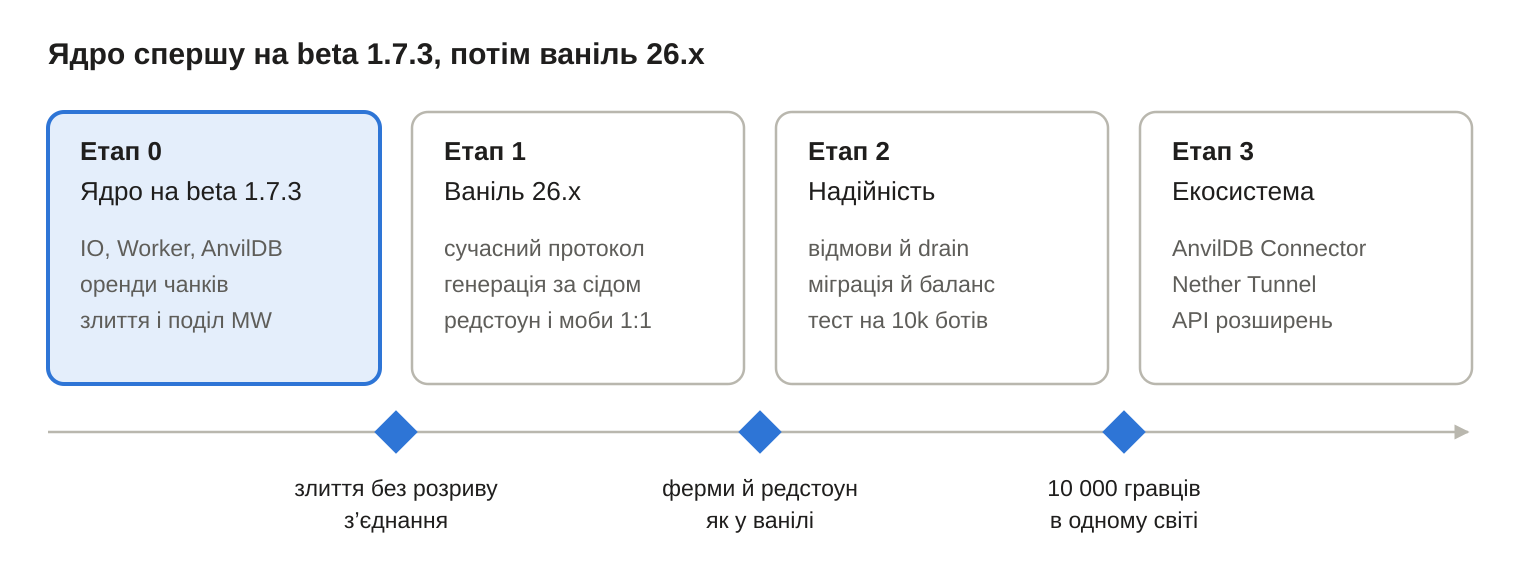 Ядро спершу на beta 1.7.3, потім ваніль 26.x
Етап 0
Ядро на beta 1.7.3
IO, Worker, AnvilDB
оренди чанків
злиття і поділ MW
Етап 1
Ваніль 26.x
сучасний протокол
генерація за сідом
редстоун і моби 1:1
Етап 2
Надійність
відмови й drain
міграція й баланс
тест на 10k ботів
Етап 3
Екосистема
AnvilDB Connector
Nether Tunnel
API розширень
злиття без розриву
з’єднання
ферми й редстоун
як у ванілі
10 000 гравців
в одному світі